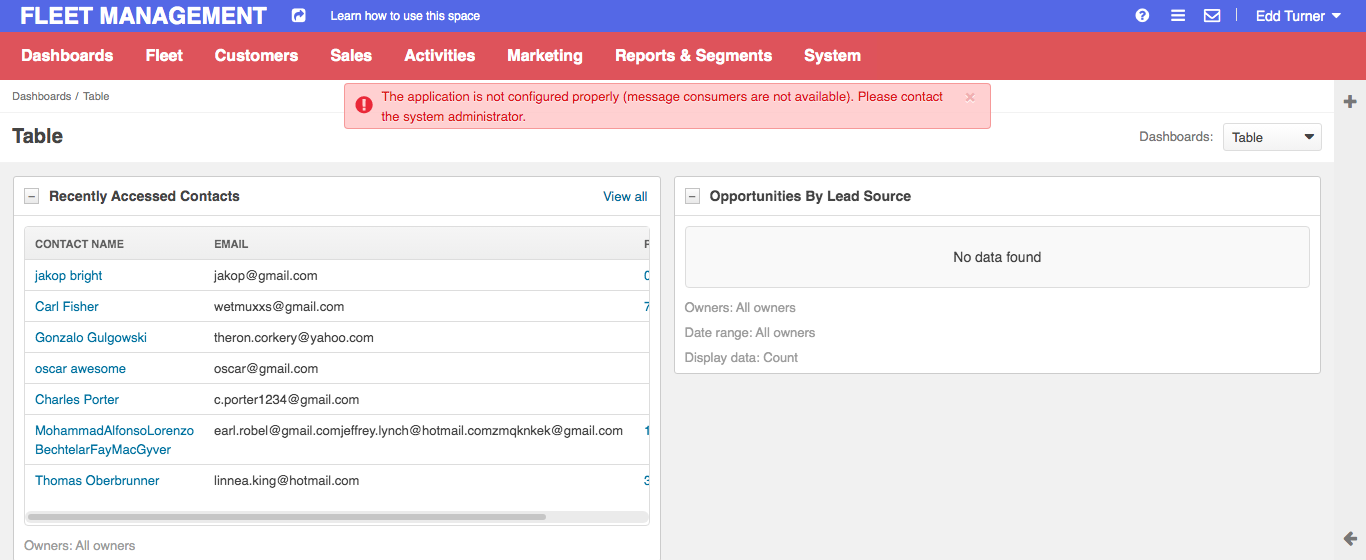 FLEET MANAGEMENT
Learn how to use this space
Edd Turner
Dashboards Fleet Customers Sales Activities Marketing Reports & Segments System
Dashboards / Table
The application is not configured properly (message consumers are not available). Please contact
the system administrator.
×
Table
Dashboards: Table
Recently Accessed Contacts
View all
CONTACT NAME EMAIL
jakop bright jakop@gmail.com
Carl Fisher wetmuxxs@gmail.com
Gonzalo Gulgowski theron.corkery@yahoo.com
oscar awesome oscar@gmail.com
Charles Porter c.porter1234@gmail.com
MohammadAlfonsoLorenzo earl.robel@gmail.comjeffrey.lynch@hotmail.comzmqknkek@gmail.com
BechtelarFayMacGyver
Thomas Oberbrunner linnea.king@hotmail.com
Owners: All owners
Opportunities By Lead Source
No data found
Owners: All owners
Date range: All owners
Display data: Count